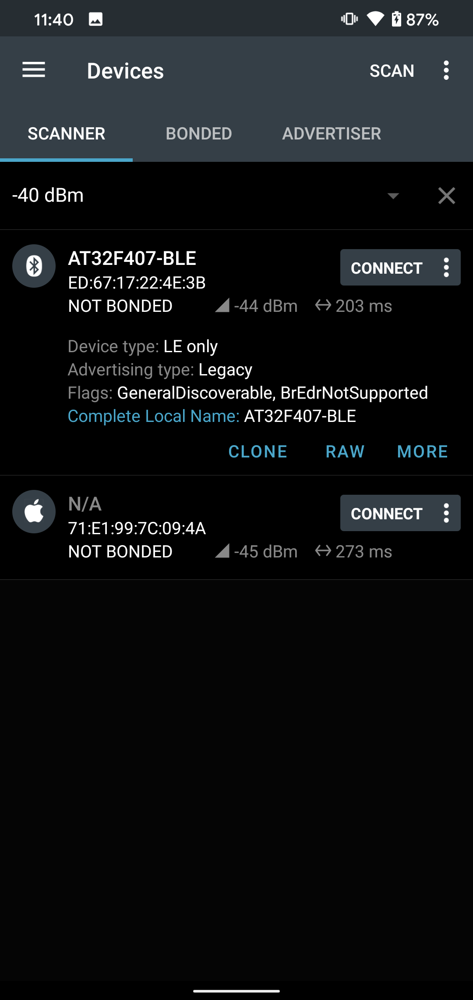 11:40 87%
Devices SCAN
SCANNER BONDED ADVERTISER
-40 dBm
AT32F407-BLE CONNECT
ED:67:17:22:4E:3B
NOT BONDED -44 dBm 203 ms
Device type: LE only
Advertising type: Legacy
Flags: GeneralDiscoverable, BrEdrNotSupported
Complete Local Name: AT32F407-BLE
CLONE RAW MORE
N/A CONNECT
71:E1:99:7C:09:4A
NOT BONDED -45 dBm 273 ms